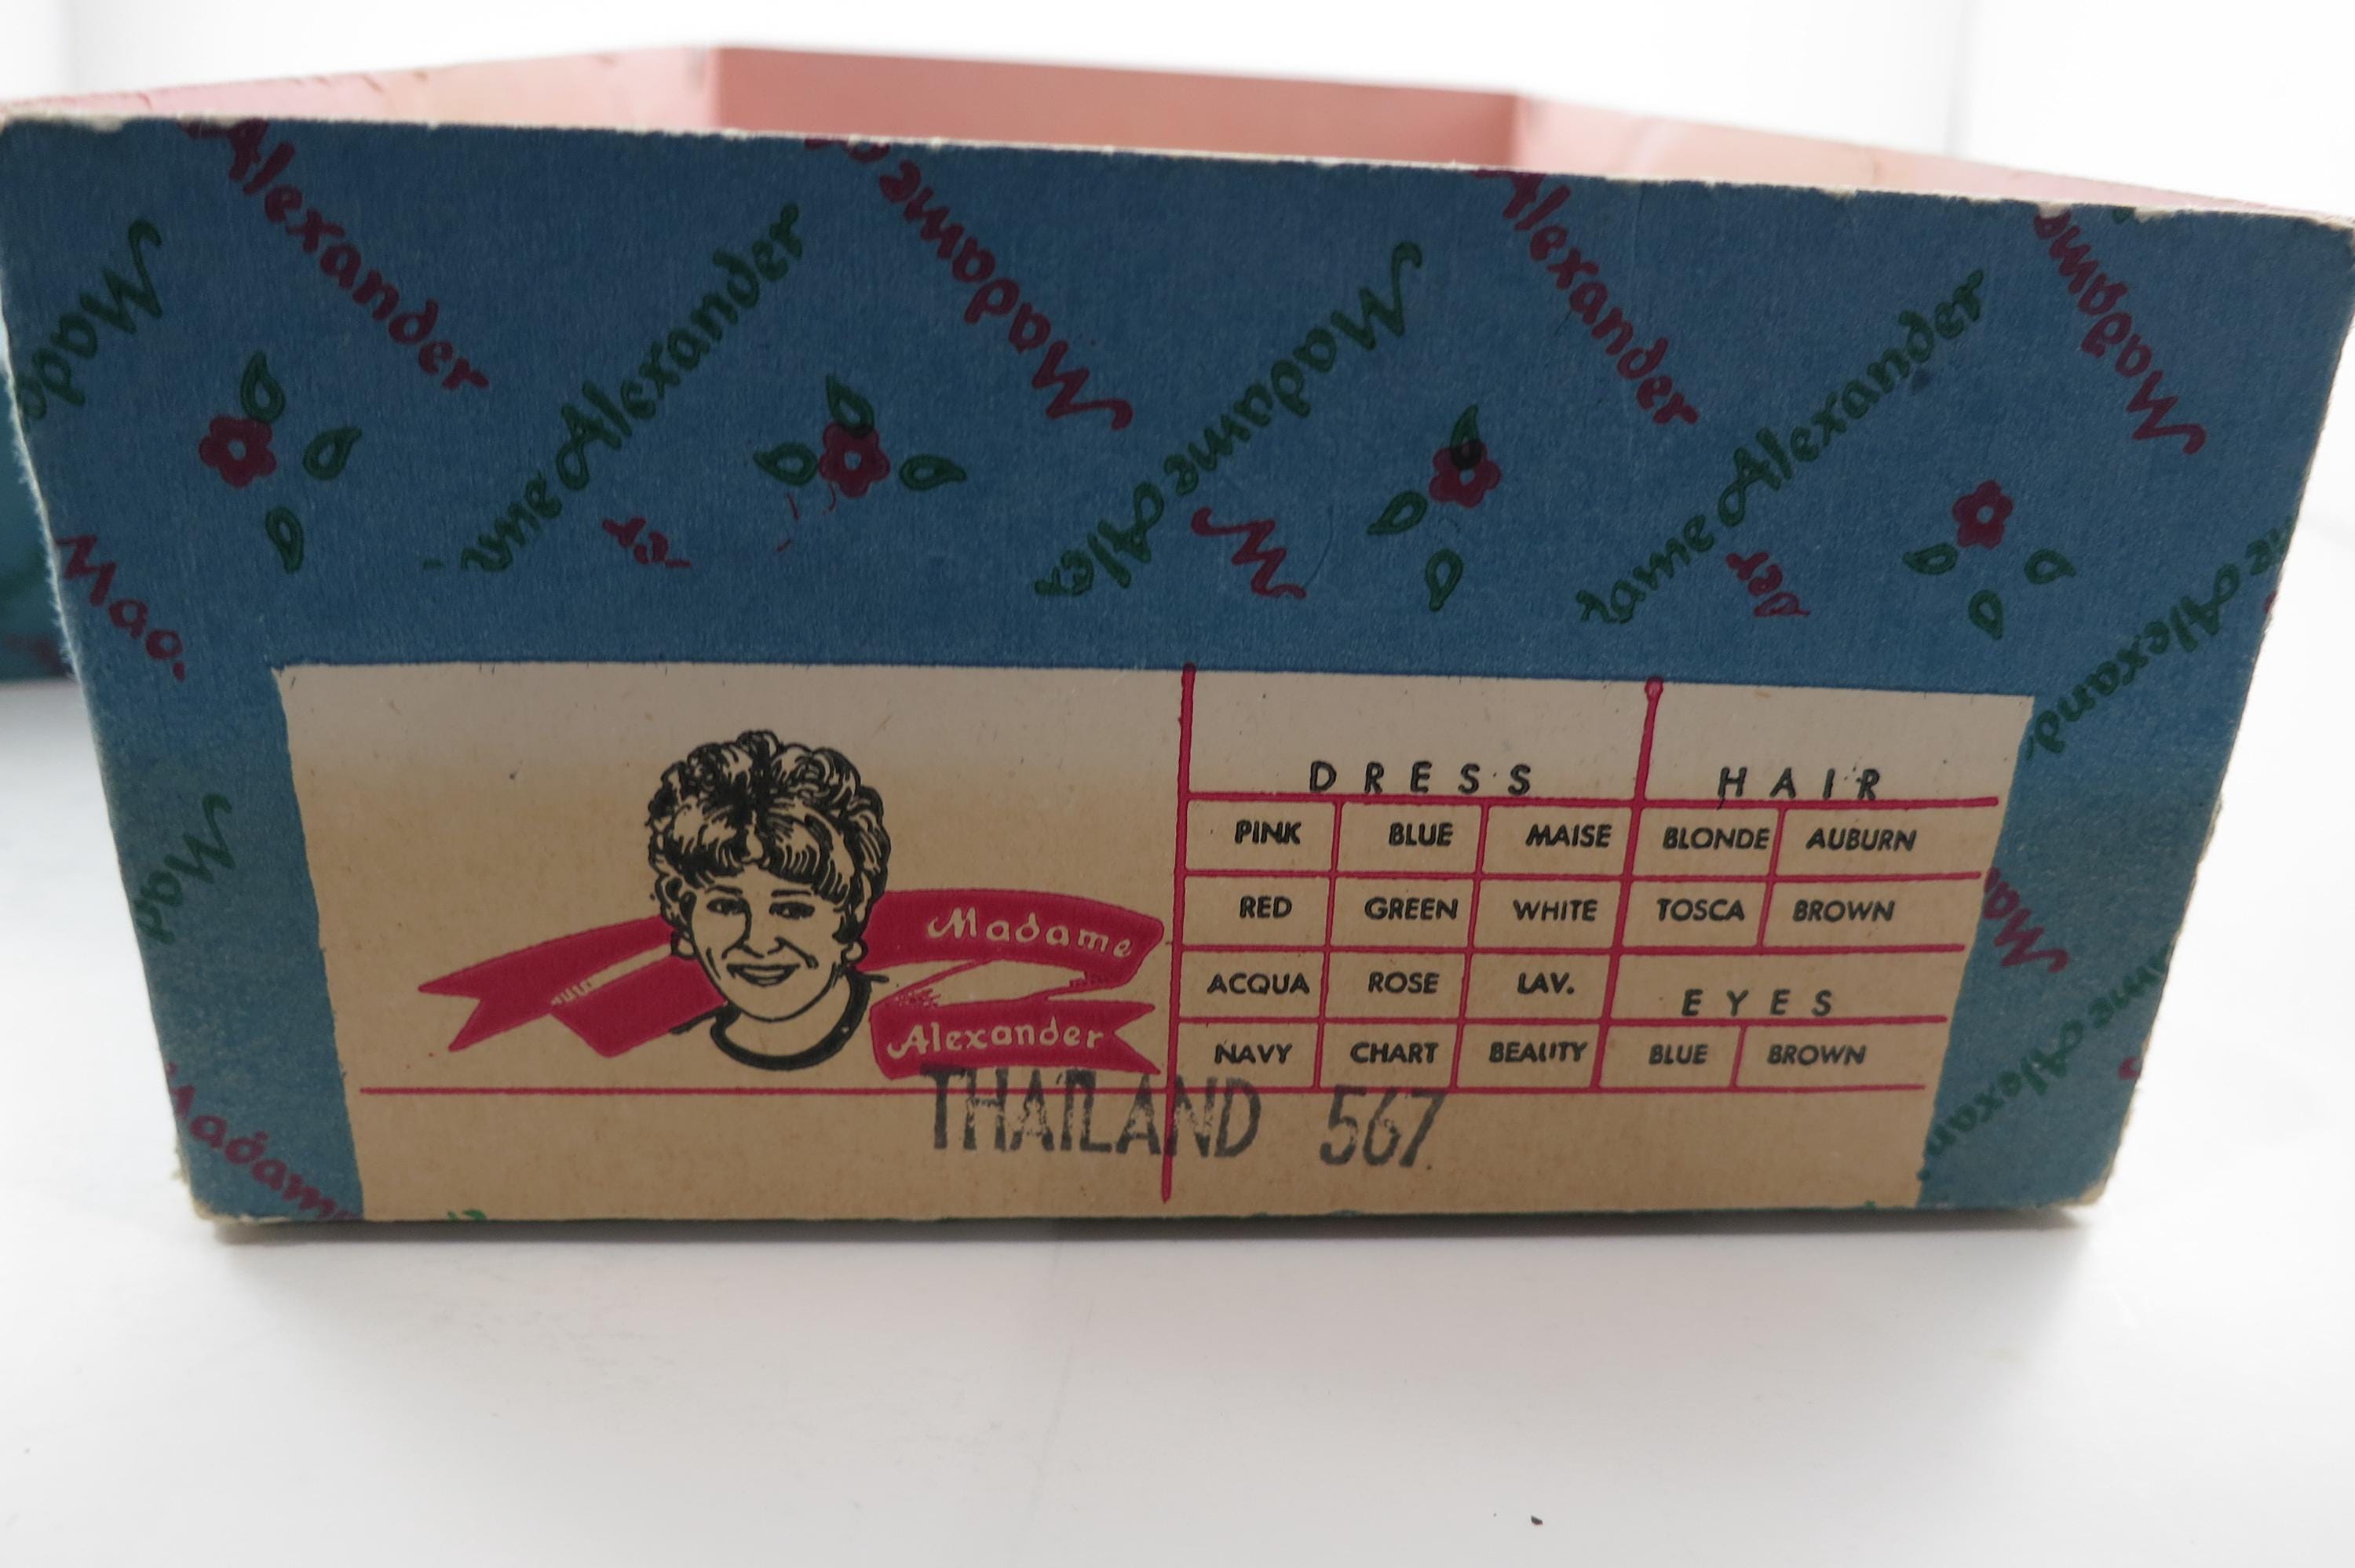 Alexander
Madame
Alexander
Madame
Alexander
Madame
Alexander
Madame
Alexander
DRESS HAIR
PINK BLUE MAISE BLONDE AUBURN
RED GREEN WHITE TOSCA BROWN
ACQUA ROSE LAV. EYES
NAVY CHART BEAUTY BLUE BROWN
Madame
Alexander
THAILAND 567